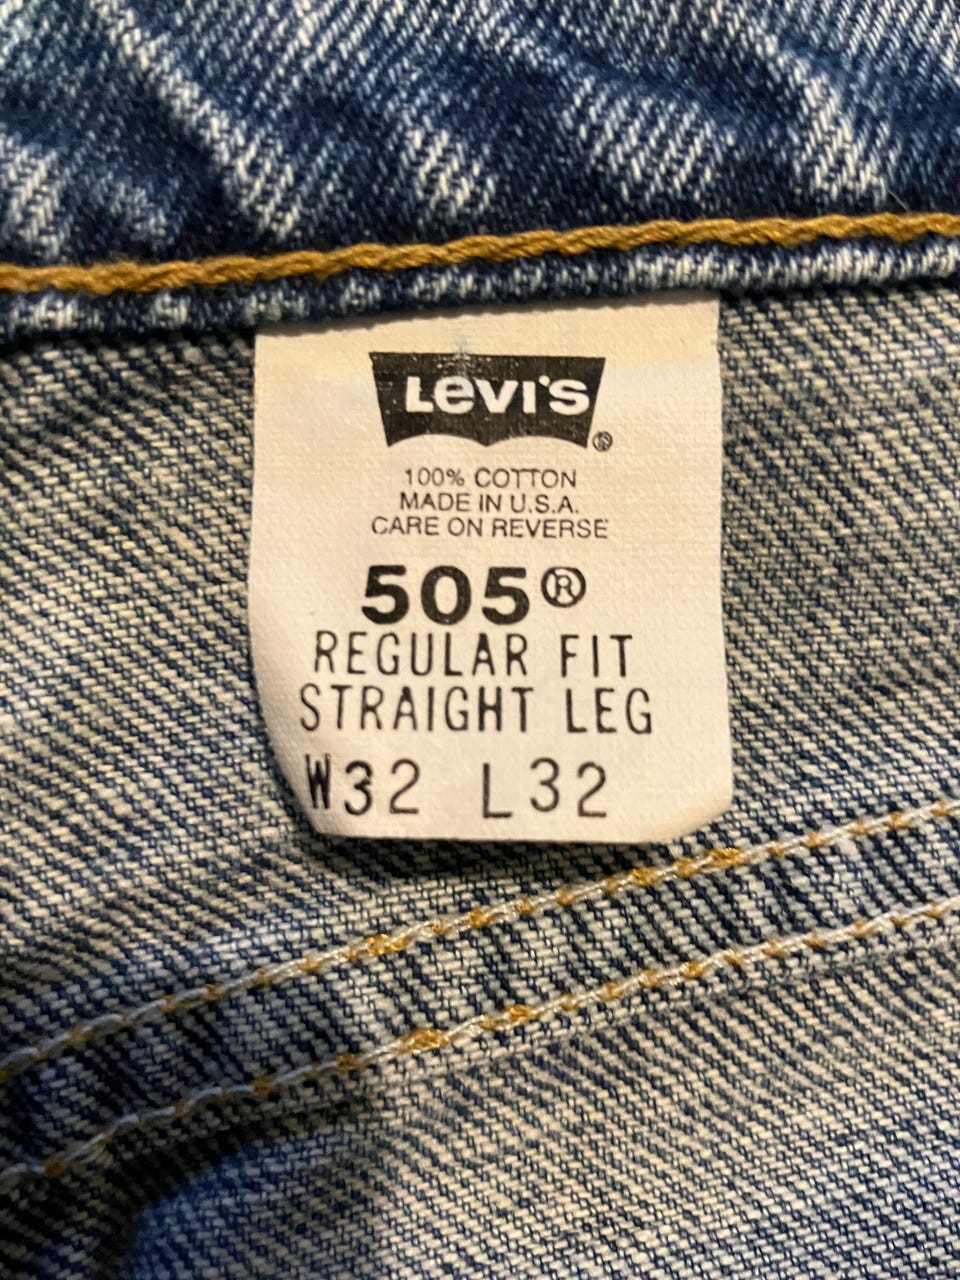 LEVI'S
®
100% COTTON
MADE IN U.S.A.
CARE ON REVERSE
505®
REGULAR FIT
STRAIGHT LEG
W32 L32